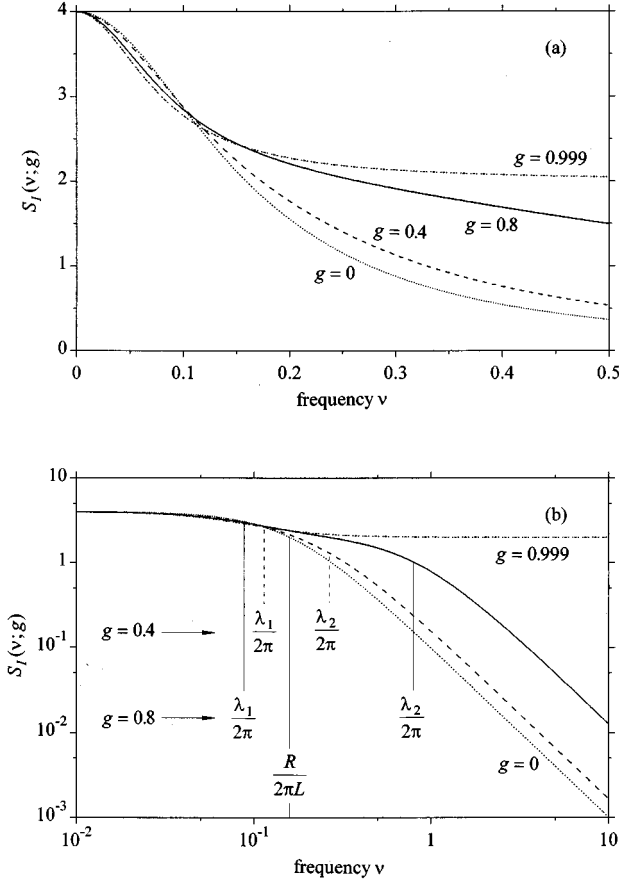 4
(a)
3
g = 0.999
2
S_I(ν; g)
g = 0.4
g = 0.8
1
g = 0
0
0
0.1
0.2
0.3
0.4
0.5
frequency ν
10
(b)
1
g = 0.999
10^-1
S_I(ν; g)
g = 0.4
λ_1
2π
λ_2
2π
g = 0.8
λ_1
2π
λ_2
2π
10^-2
R
2πL
g = 0
10^-3
10^-2
10^-1
1
10
frequency ν